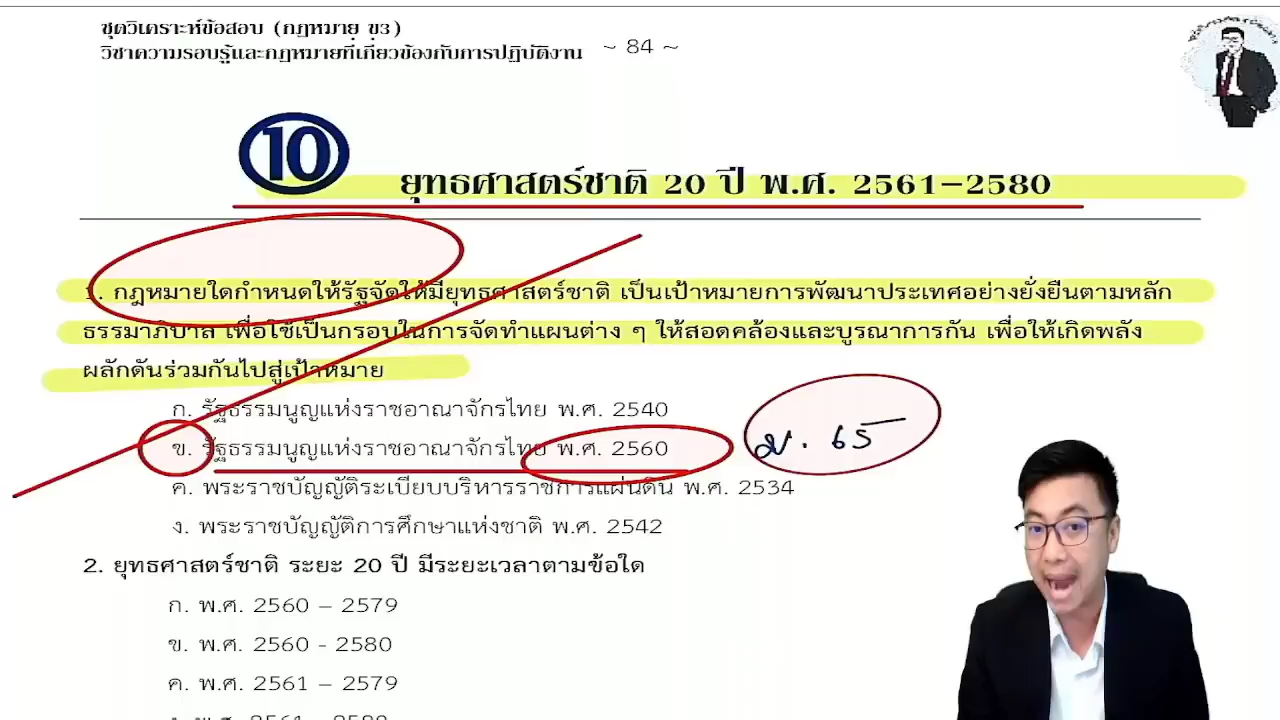 ชุดวิเคราะห์ข้อสอบ (กฎหมาย ข3)
วิชาความรอบรู้และกฎหมายที่เกี่ยวข้องกับการปฏิบัติงาน ~ 84 ~
10
ยุทธศาสตร์ชาติ 20 ปี พ.ศ. 2561–2580
1. กฎหมายใดกำหนดให้รัฐจัดให้มียุทธศาสตร์ชาติ เป็นเป้าหมายการพัฒนาประเทศอย่างยั่งยืนตามหลัก
ธรรมาภิบาล เพื่อใช้เป็นกรอบในการจัดทำแผนต่าง ๆ ให้สอดคล้องและบูรณาการกัน เพื่อให้เกิดพลัง
ผลักดันร่วมกันไปสู่เป้าหมาย
ก. รัฐธรรมนูญแห่งราชอาณาจักรไทย พ.ศ. 2540
ข. รัฐธรรมนูญแห่งราชอาณาจักรไทย พ.ศ. 2560 ม. 65
ค. พระราชบัญญัติระเบียบบริหารราชการแผ่นดิน พ.ศ. 2534
ง. พระราชบัญญัติการศึกษาแห่งชาติ พ.ศ. 2542
2. ยุทธศาสตร์ชาติ ระยะ 20 ปี มีระยะเวลาตามข้อใด
ก. พ.ศ. 2560 – 2579
ข. พ.ศ. 2560 - 2580
ค. พ.ศ. 2561 – 2579